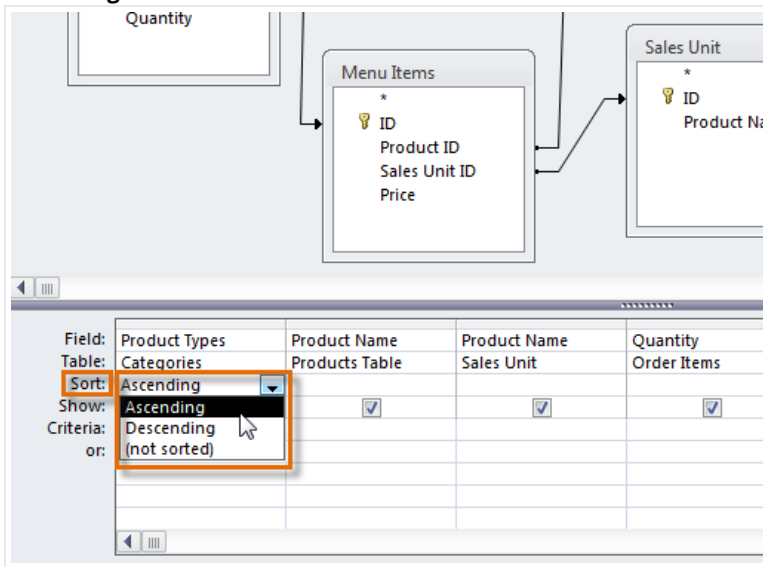 Quantity
Menu Items
*
ID
Product ID
Sales Unit ID
Price
Sales Unit
*
ID
Product
Field: Product Types Product Name Product Name Quantity
Table: Categories Products Table Sales Unit Order Items
Sort: Ascending
Show: Ascending
Criteria: Descending
or: (not sorted)